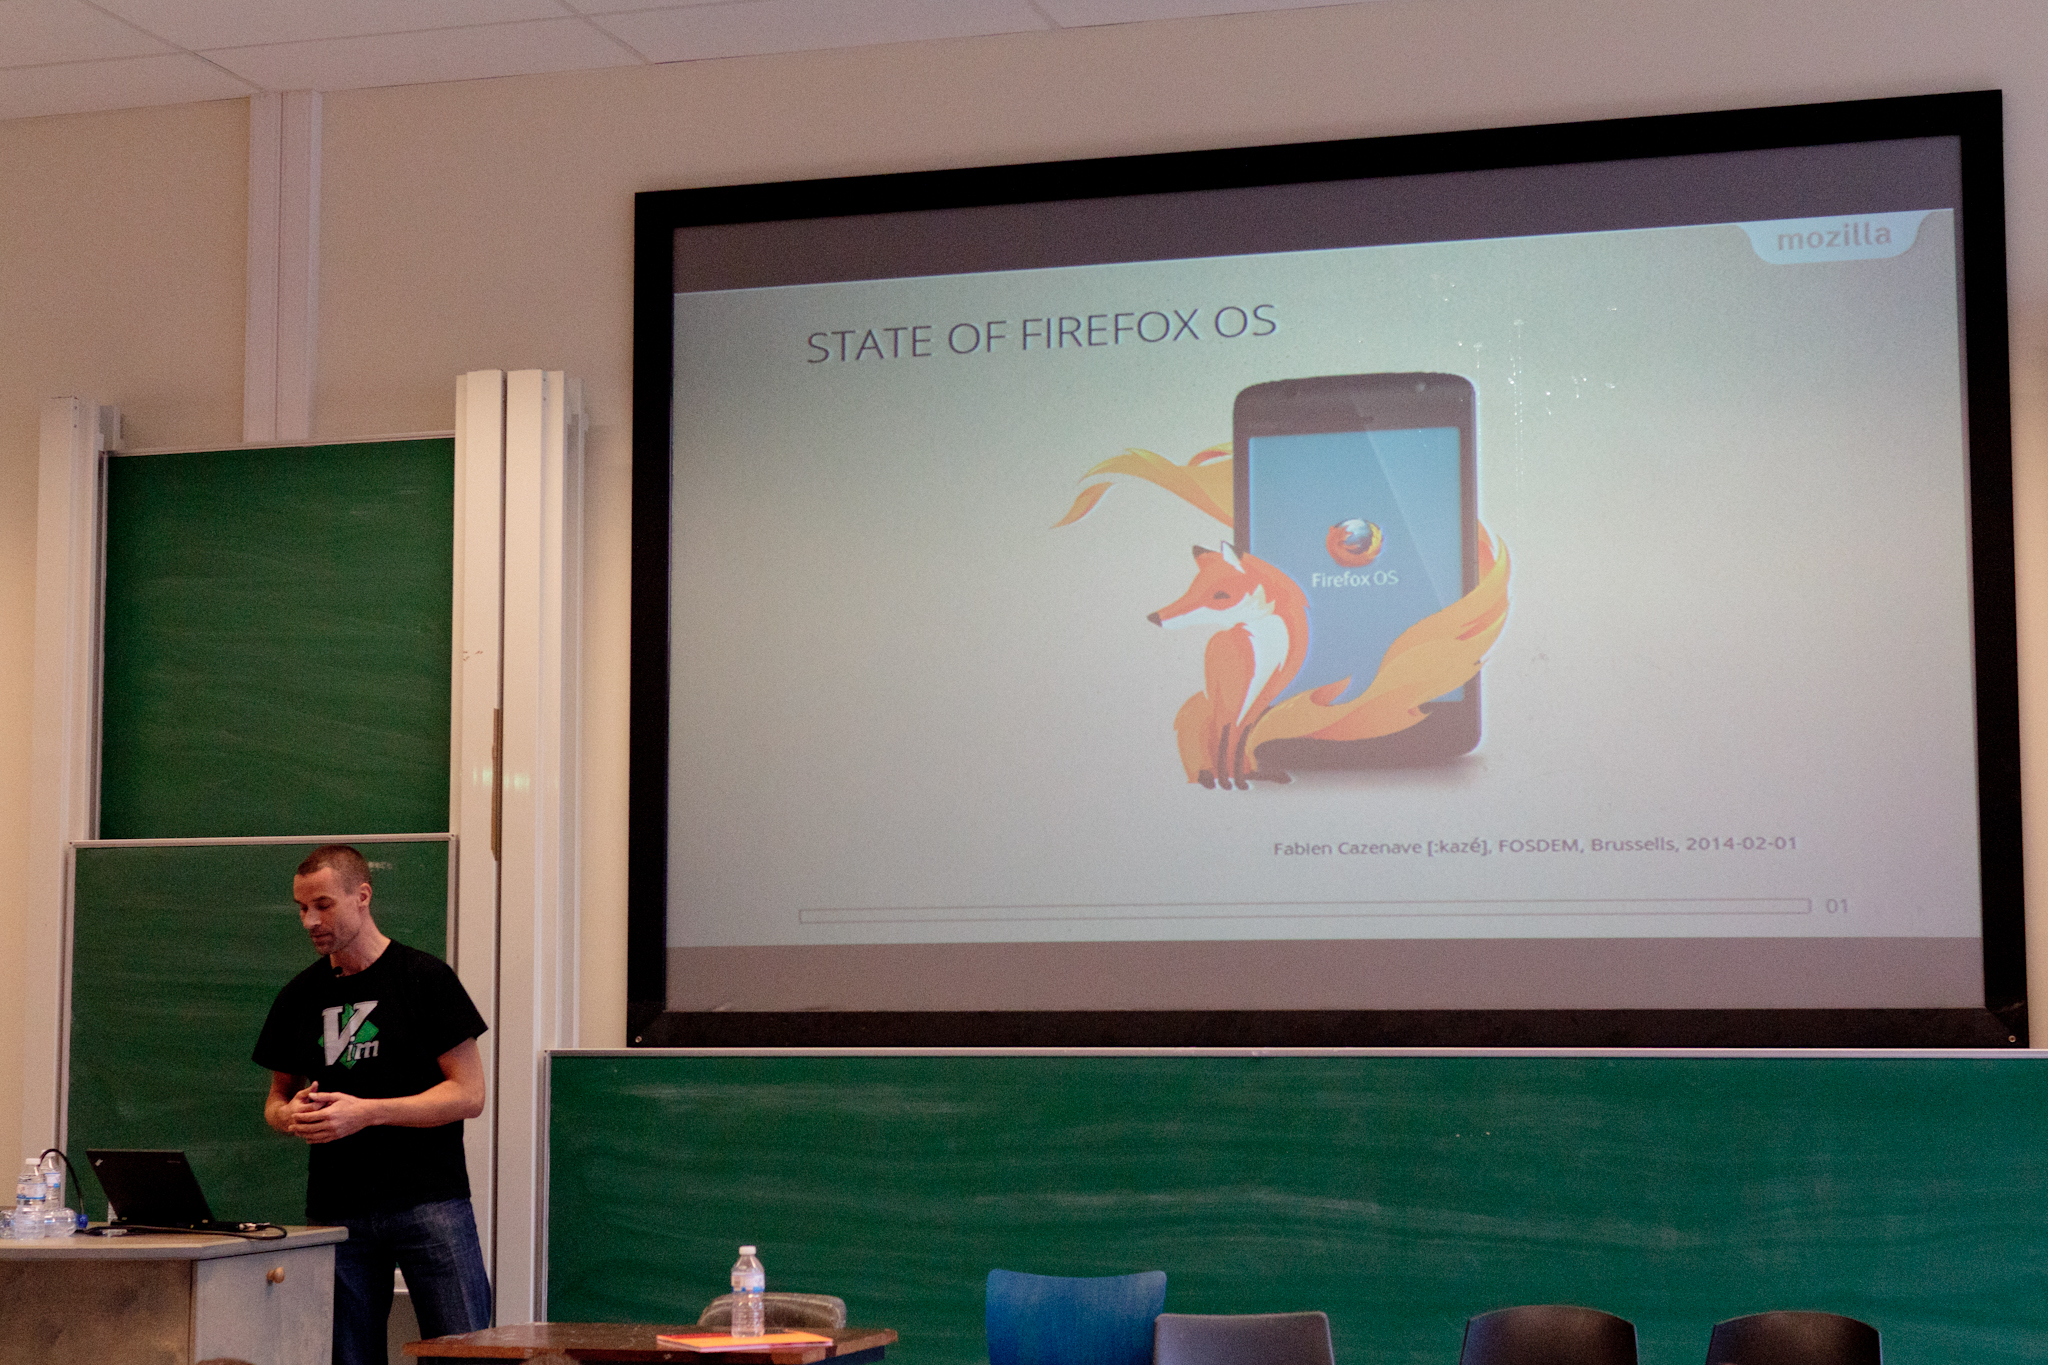 mozilla
STATE OF FIREFOX OS
Firefox OS
Fabien Cazenave [:kazé], FOSDEM, Brussells, 2014-02-01
01
Vim